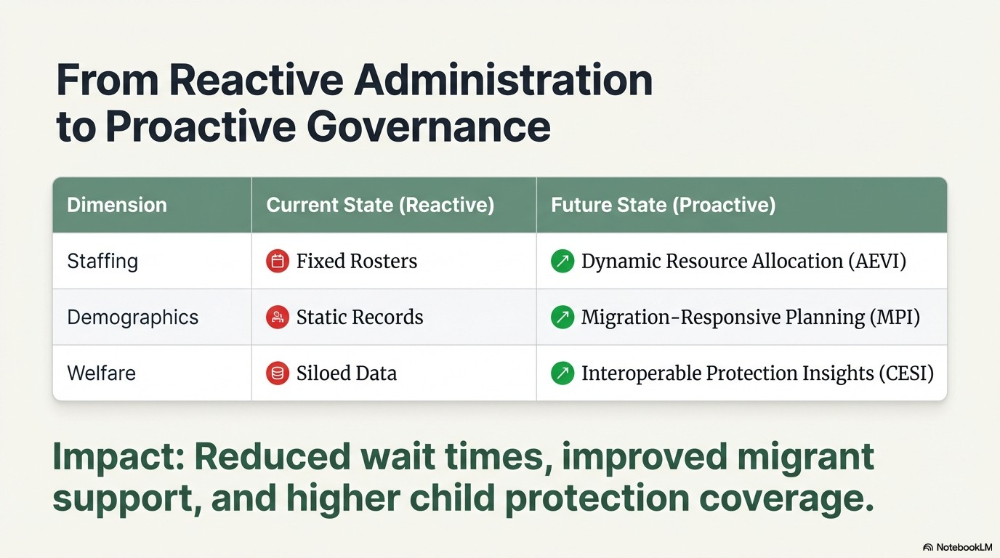 From Reactive Administration
to Proactive Governance
Dimension
Current State (Reactive)
Future State (Proactive)
Staffing
Fixed Rosters
Dynamic Resource Allocation (AEVI)
Demographics
Static Records
Migration-Responsive Planning (MPI)
Welfare
Siloed Data
Interoperable Protection Insights (CESI)
Impact: Reduced wait times, improved migrant
support, and higher child protection coverage.
NotebookLM